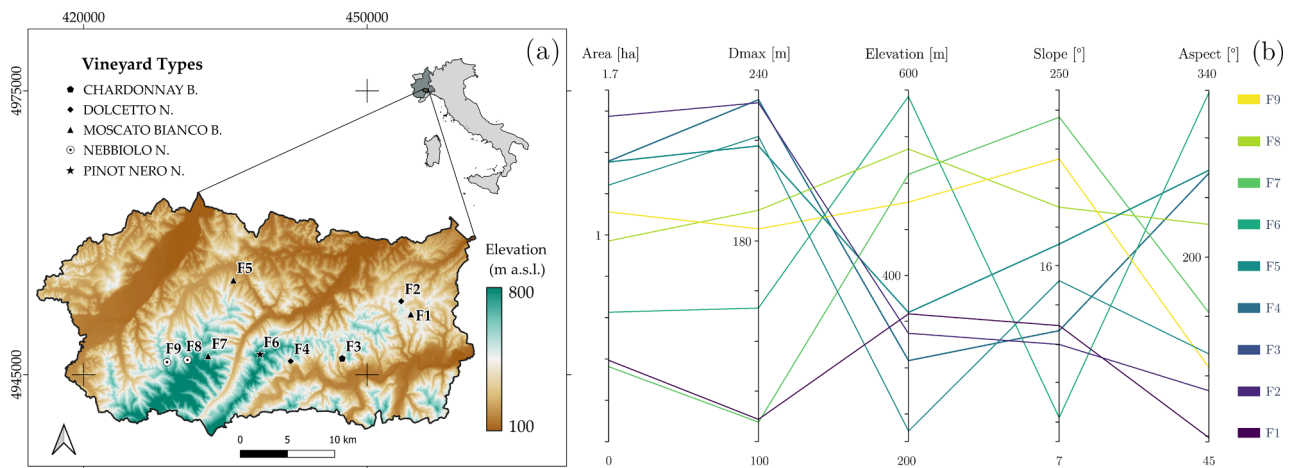 420000 450000
(a)
4975000
4945000
Vineyard Types
CHARDONNAY B.
DOLCETTO N.
MOSCATO BIANCO B.
NEBBIOLO N.
PINOT NERO N.
Elevation
(m a.s.l.)
800
100
F5
F2
F1
F9 F8 F7 F6 F4 F3
0 5 10 km
(b)
Area [ha] Dmax [m] Elevation [m] Slope [°] Aspect [°]
1.7 240 600 250 340
1 180 400 16 200
0 100 200 7 45
F9
F8
F7
F6
F5
F4
F3
F2
F1